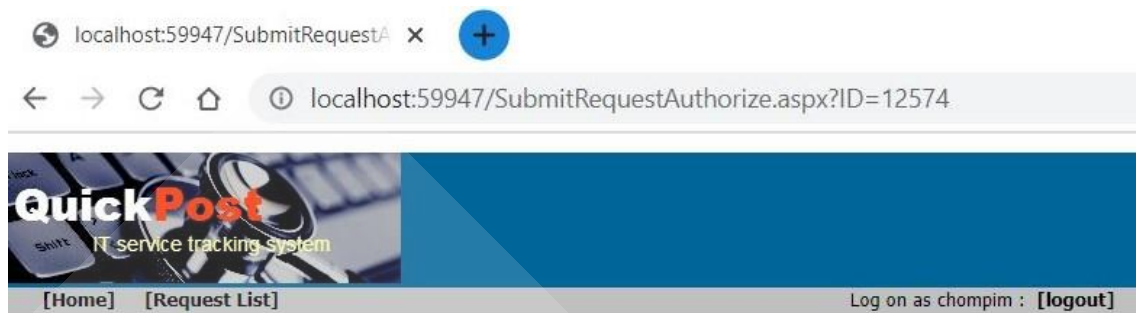 localhost:59947/SubmitRequestA
localhost:59947/SubmitRequestAuthorize.aspx?ID=12574
QuickPost
IT service tracking system
Shift
[Home] [Request List] Log on as chompim : [logout]